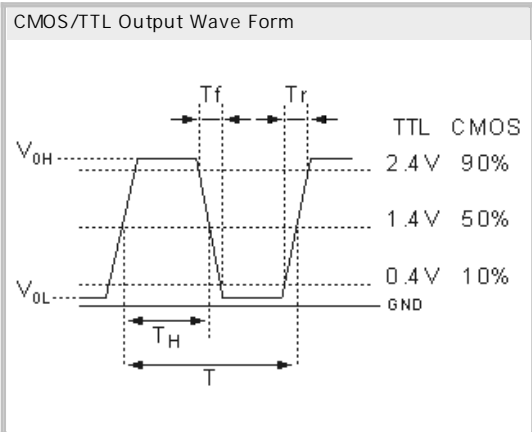 CMOS/TTL Output Wave Form
Tf Tr
TTL CMOS
V0H
2.4V 90%
1.4V 50%
0.4V 10%
V0L
GND
TH
T